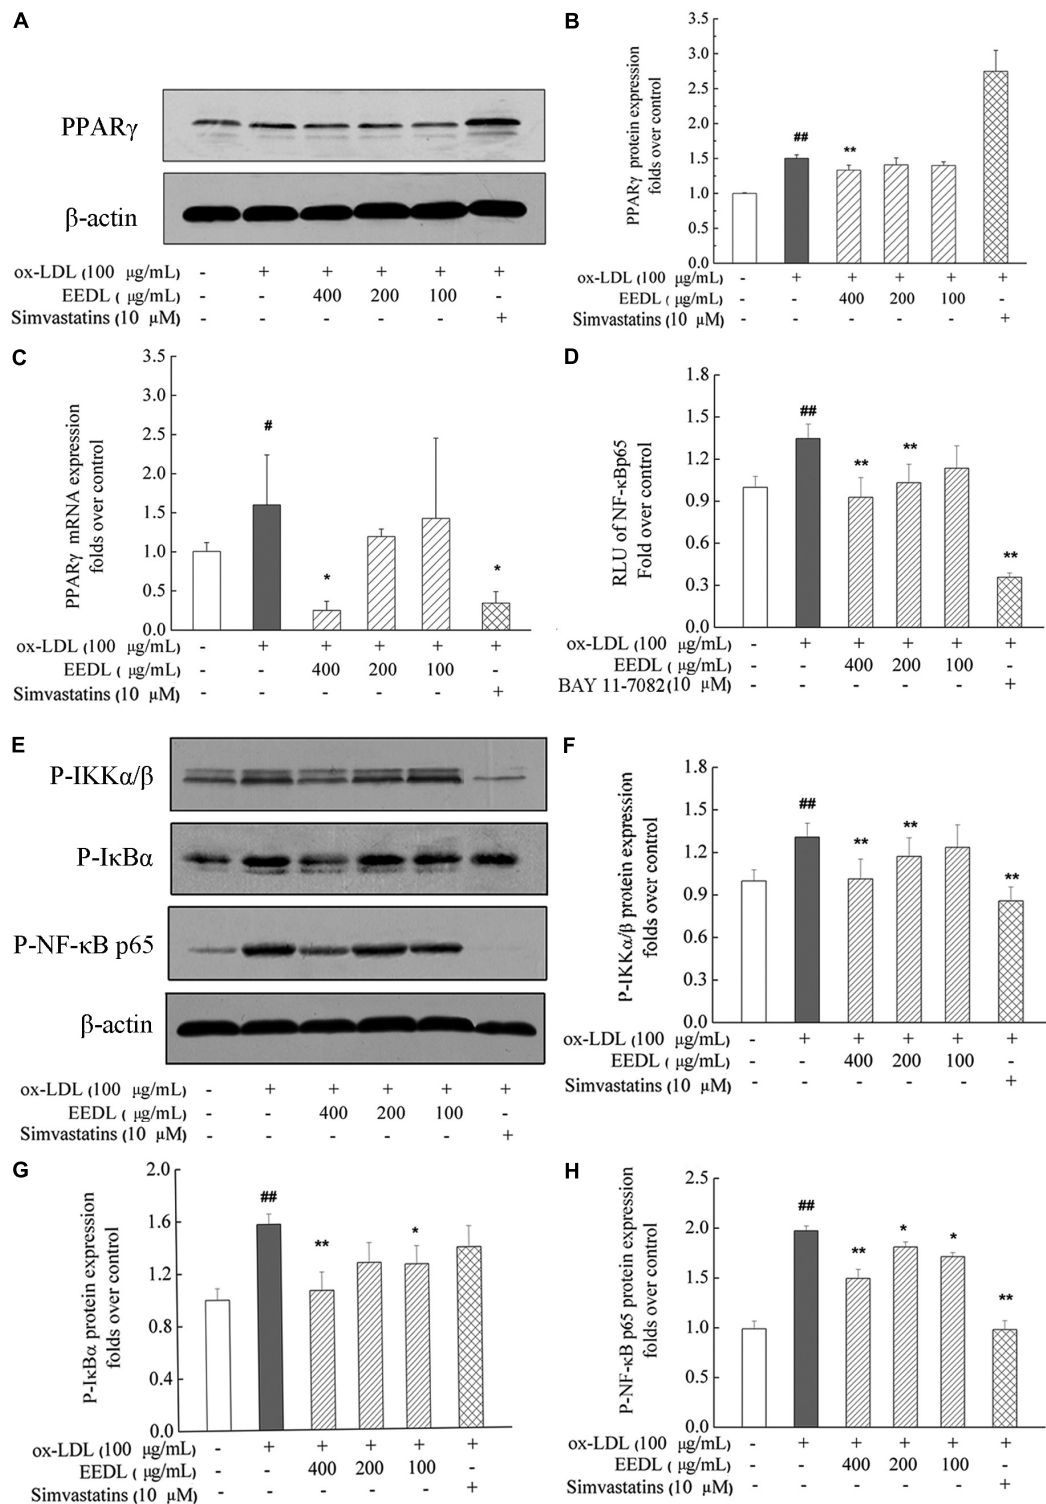 A
PPARγ
β-actin
ox-LDL (100 μg/mL) - + + + + +
EEDL ( μg/mL) - - 400 200 100 -
Simvastatins (10 μM) - - - - - +
B
PPARγ protein expression
folds over control
3.5
3.0
2.5
2.0
1.5
1.0
0.5
0.0
## **
ox-LDL (100 μg/mL) - + + + + +
EEDL ( μg/mL) - - 400 200 100 -
Simvastatins (10 μM) - - - - - +
C
PPARγ mRNA expression
folds over control
3.5
3.0
2.5
2.0
1.5
1.0
0.5
0.0
# * *
ox-LDL (100 μg/mL) - + + + + +
EEDL ( μg/mL) - - 400 200 100 -
Simvastatins (10 μM) - - - - - +
D
RLU of NF-κBp65
Fold over control
1.8
1.5
1.2
0.9
0.6
0.3
0.0
## ** ** **
ox-LDL (100 μg/mL) - + + + + +
EEDL ( μg/mL) - - 400 200 100 -
BAY 11-7082(10 μM) - - - - - +
E
P-IKKα/β
P-IκBα
P-NF-κB p65
β-actin
ox-LDL (100 μg/mL) - + + + + +
EEDL ( μg/mL) - - 400 200 100 -
Simvastatins (10 μM) - - - - - +
F
P-IKKα/β protein expression
folds over control
1.8
1.5
1.2
0.9
0.6
0.3
0.0
## ** ** **
ox-LDL (100 μg/mL) - + + + + +
EEDL ( μg/mL) - - 400 200 100 -
Simvastatins (10 μM) - - - - - +
G
P-IκBα protein expression
folds over control
2.0
1.6
1.2
0.8
0.4
0.0
## ** *
ox-LDL (100 μg/mL) - + + + + +
EEDL ( μg/mL) - - 400 200 100 -
Simvastatins (10 μM) - - - - - +
H
P-NF-κB p65 protein expression
folds over control
2.5
2.0
1.5
1.0
0.5
0.0
## ** * * **
ox-LDL (100 μg/mL) - + + + + +
EEDL ( μg/mL) - - 400 200 100 -
Simvastatins (10 μM) - - - - - +